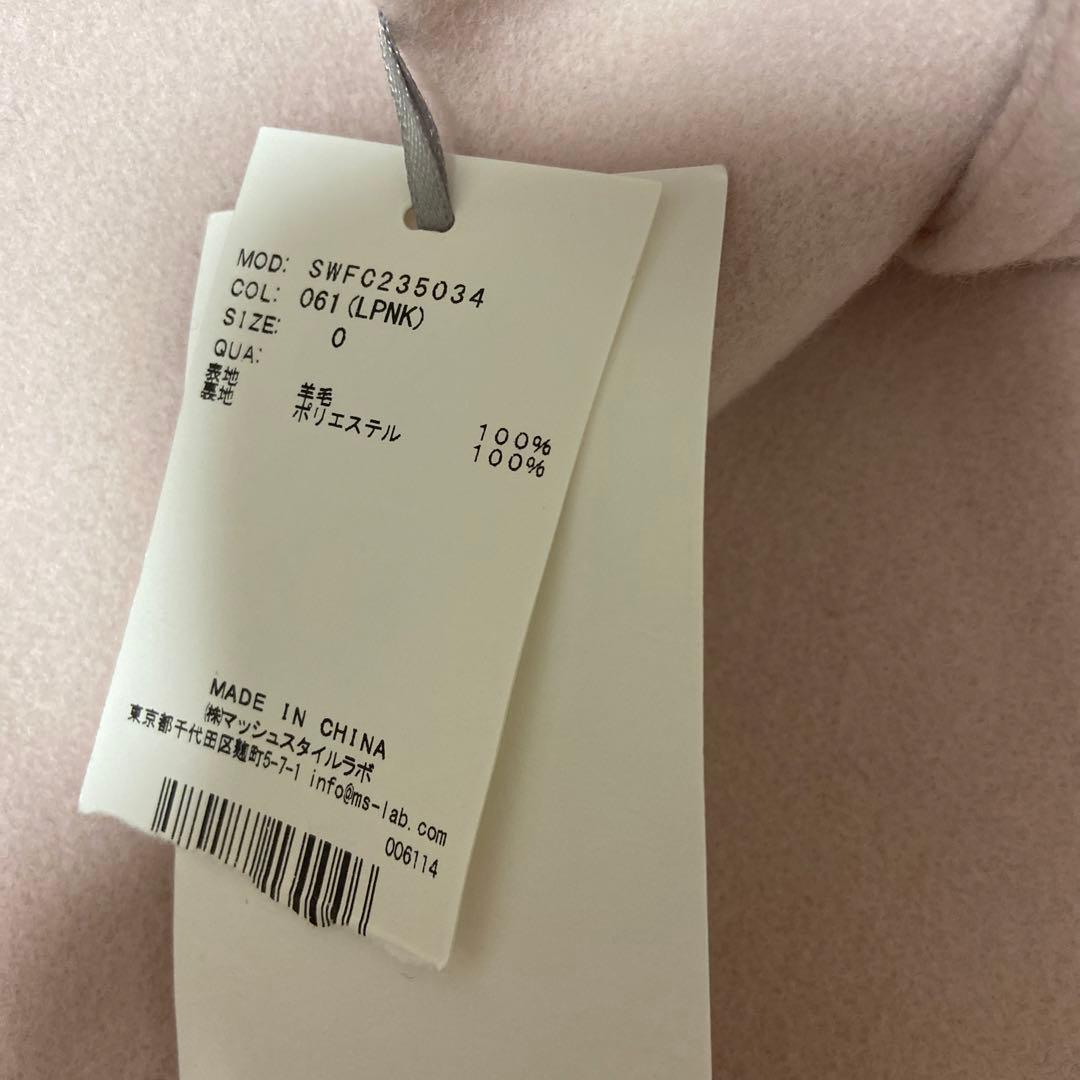 MOD: SWFC235034
COL: 061(LPNK)
SIZE: 0
QUA:
表地 羊毛 100%
裏地 ポリエステル 100%
MADE IN CHINA
㈱マッシュスタイルラボ
東京都千代田区麹町5-7-1 info@ms-lab.com
006114